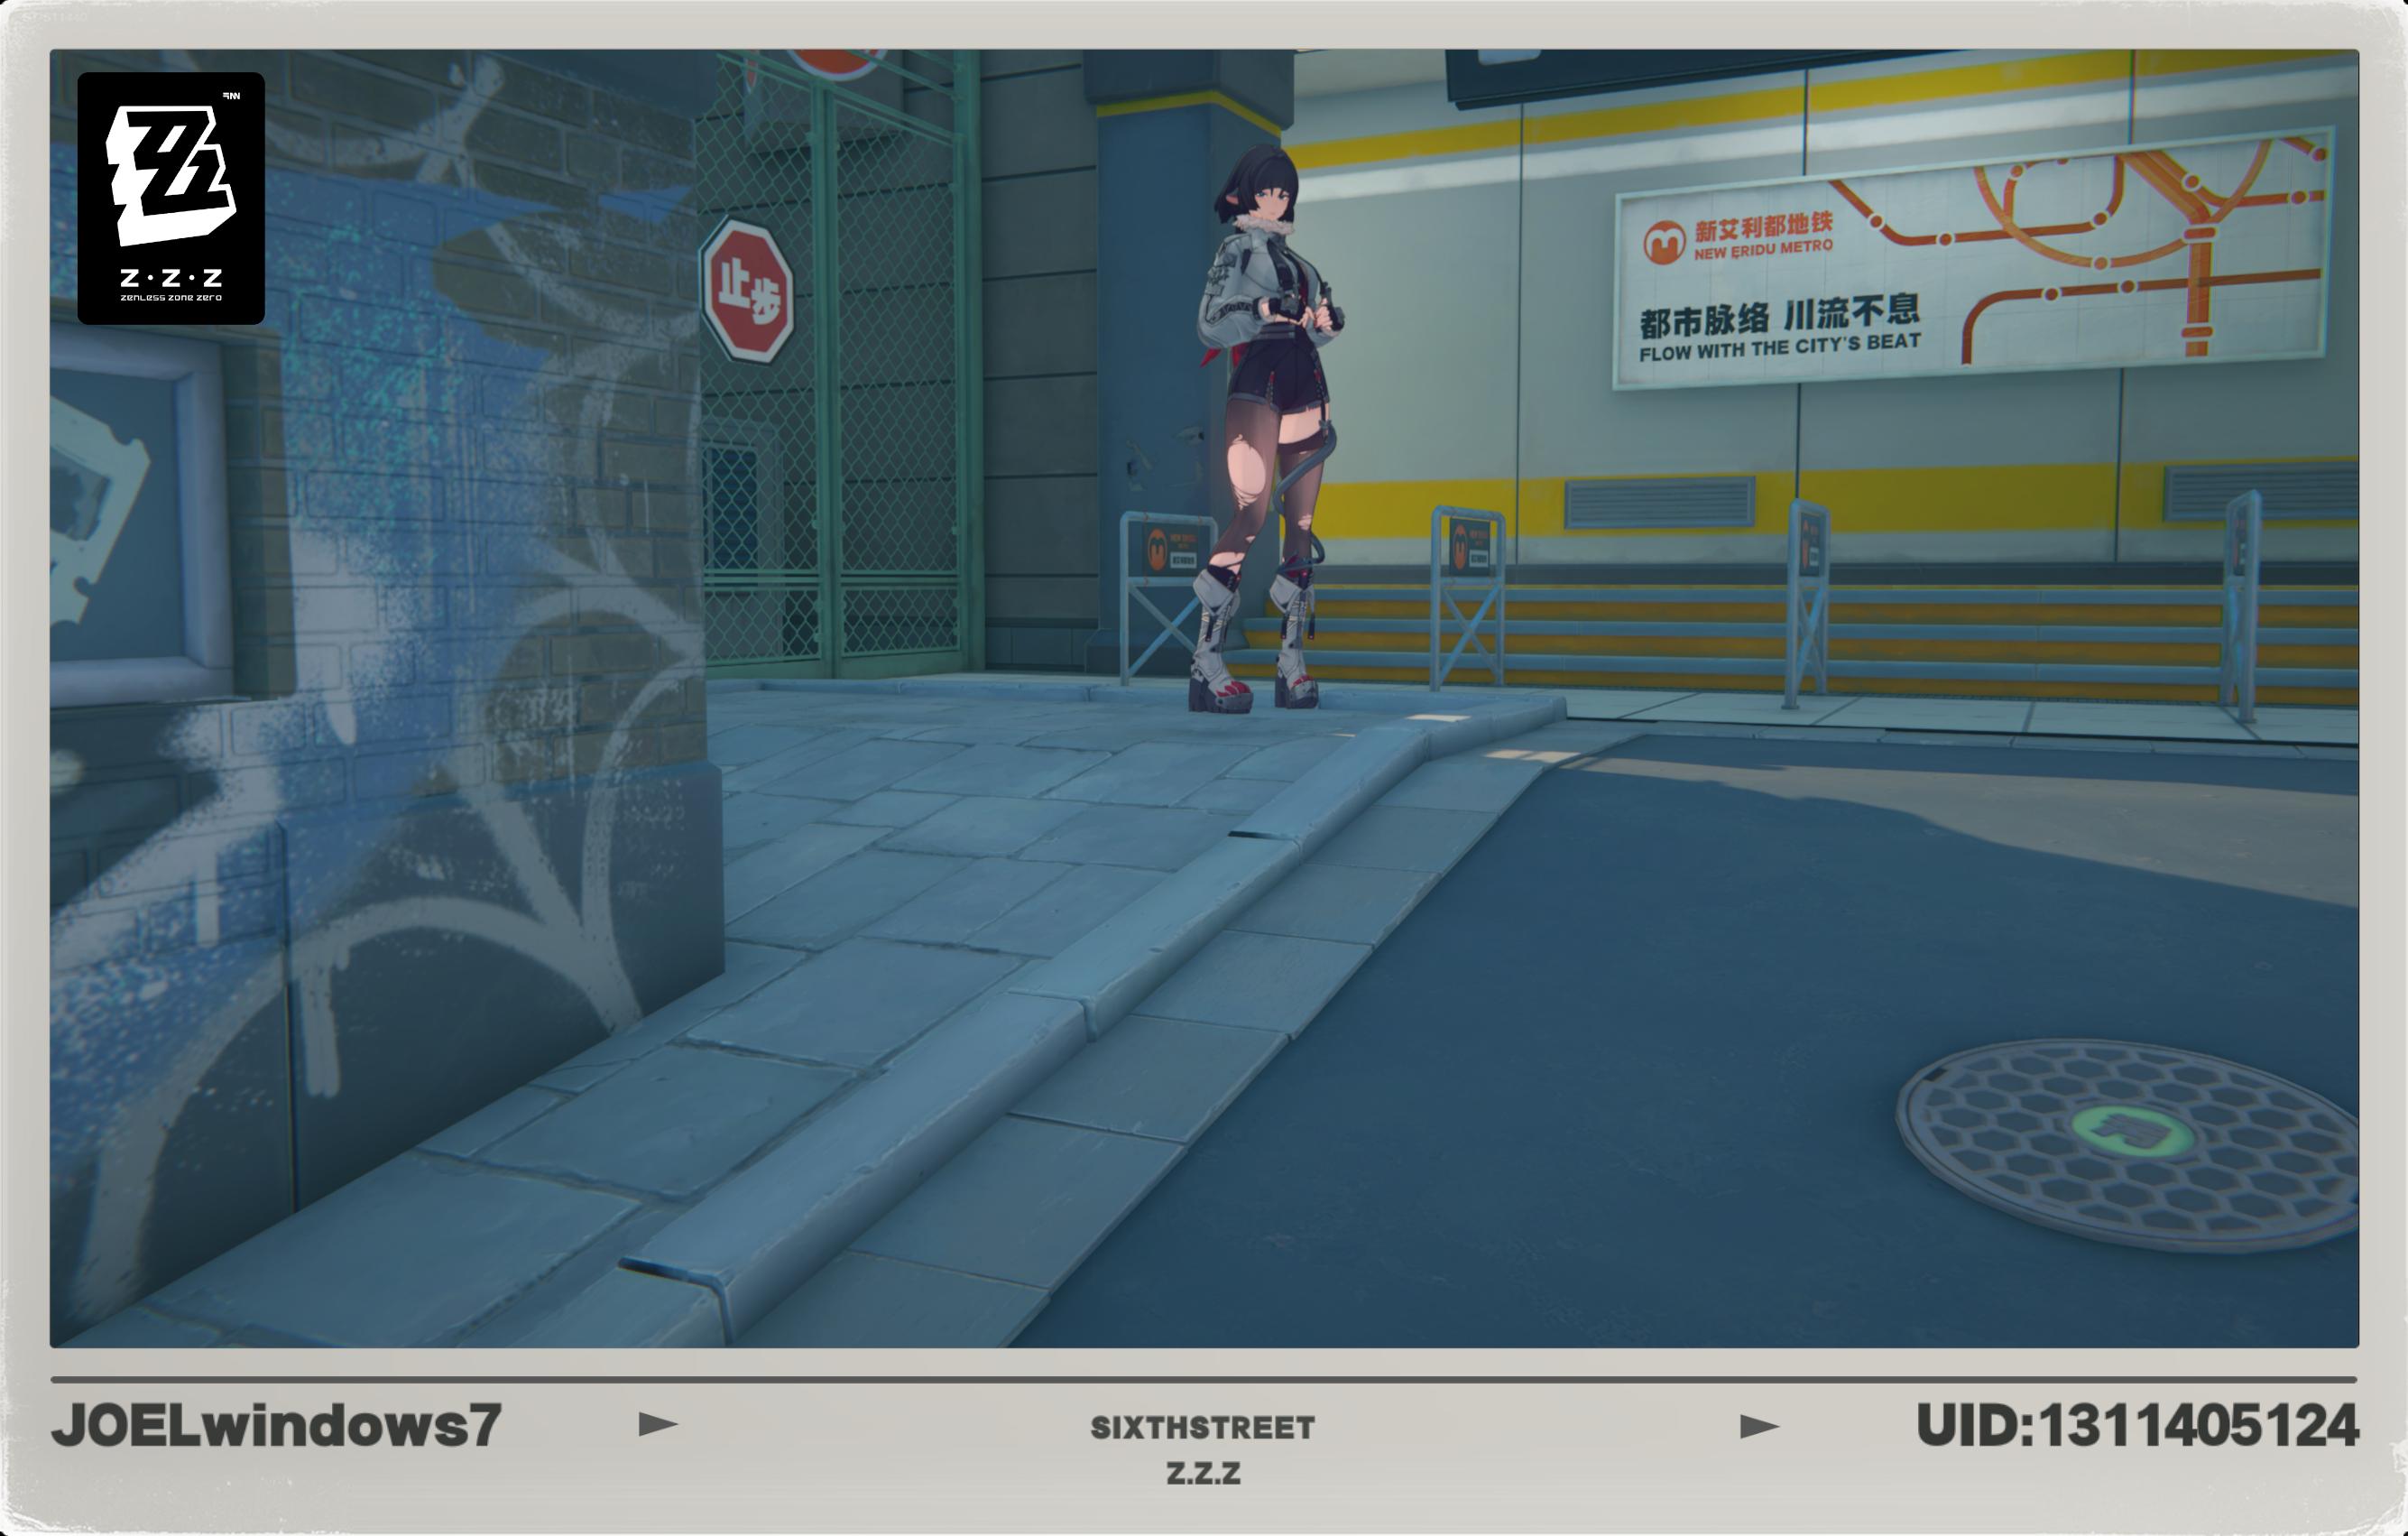 Z·Z·Z
ZENLESS ZONE ZERO
止步
新艾利都地铁
NEW ERIDU METRO
都市脉络 川流不息
FLOW WITH THE CITY'S BEAT
JOELwindows7
SIXTHSTREET
Z.Z.Z
UID:1311405124